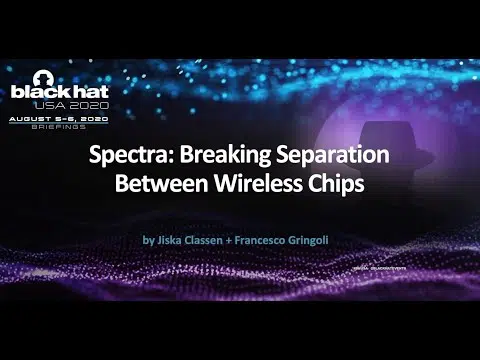 black hat
USA 2020
AUGUST 5-6, 2020
BRIEFINGS
Spectra: Breaking Separation
Between Wireless Chips
by Jiska Classen + Francesco Gringoli
@BLACKHATEVENTS